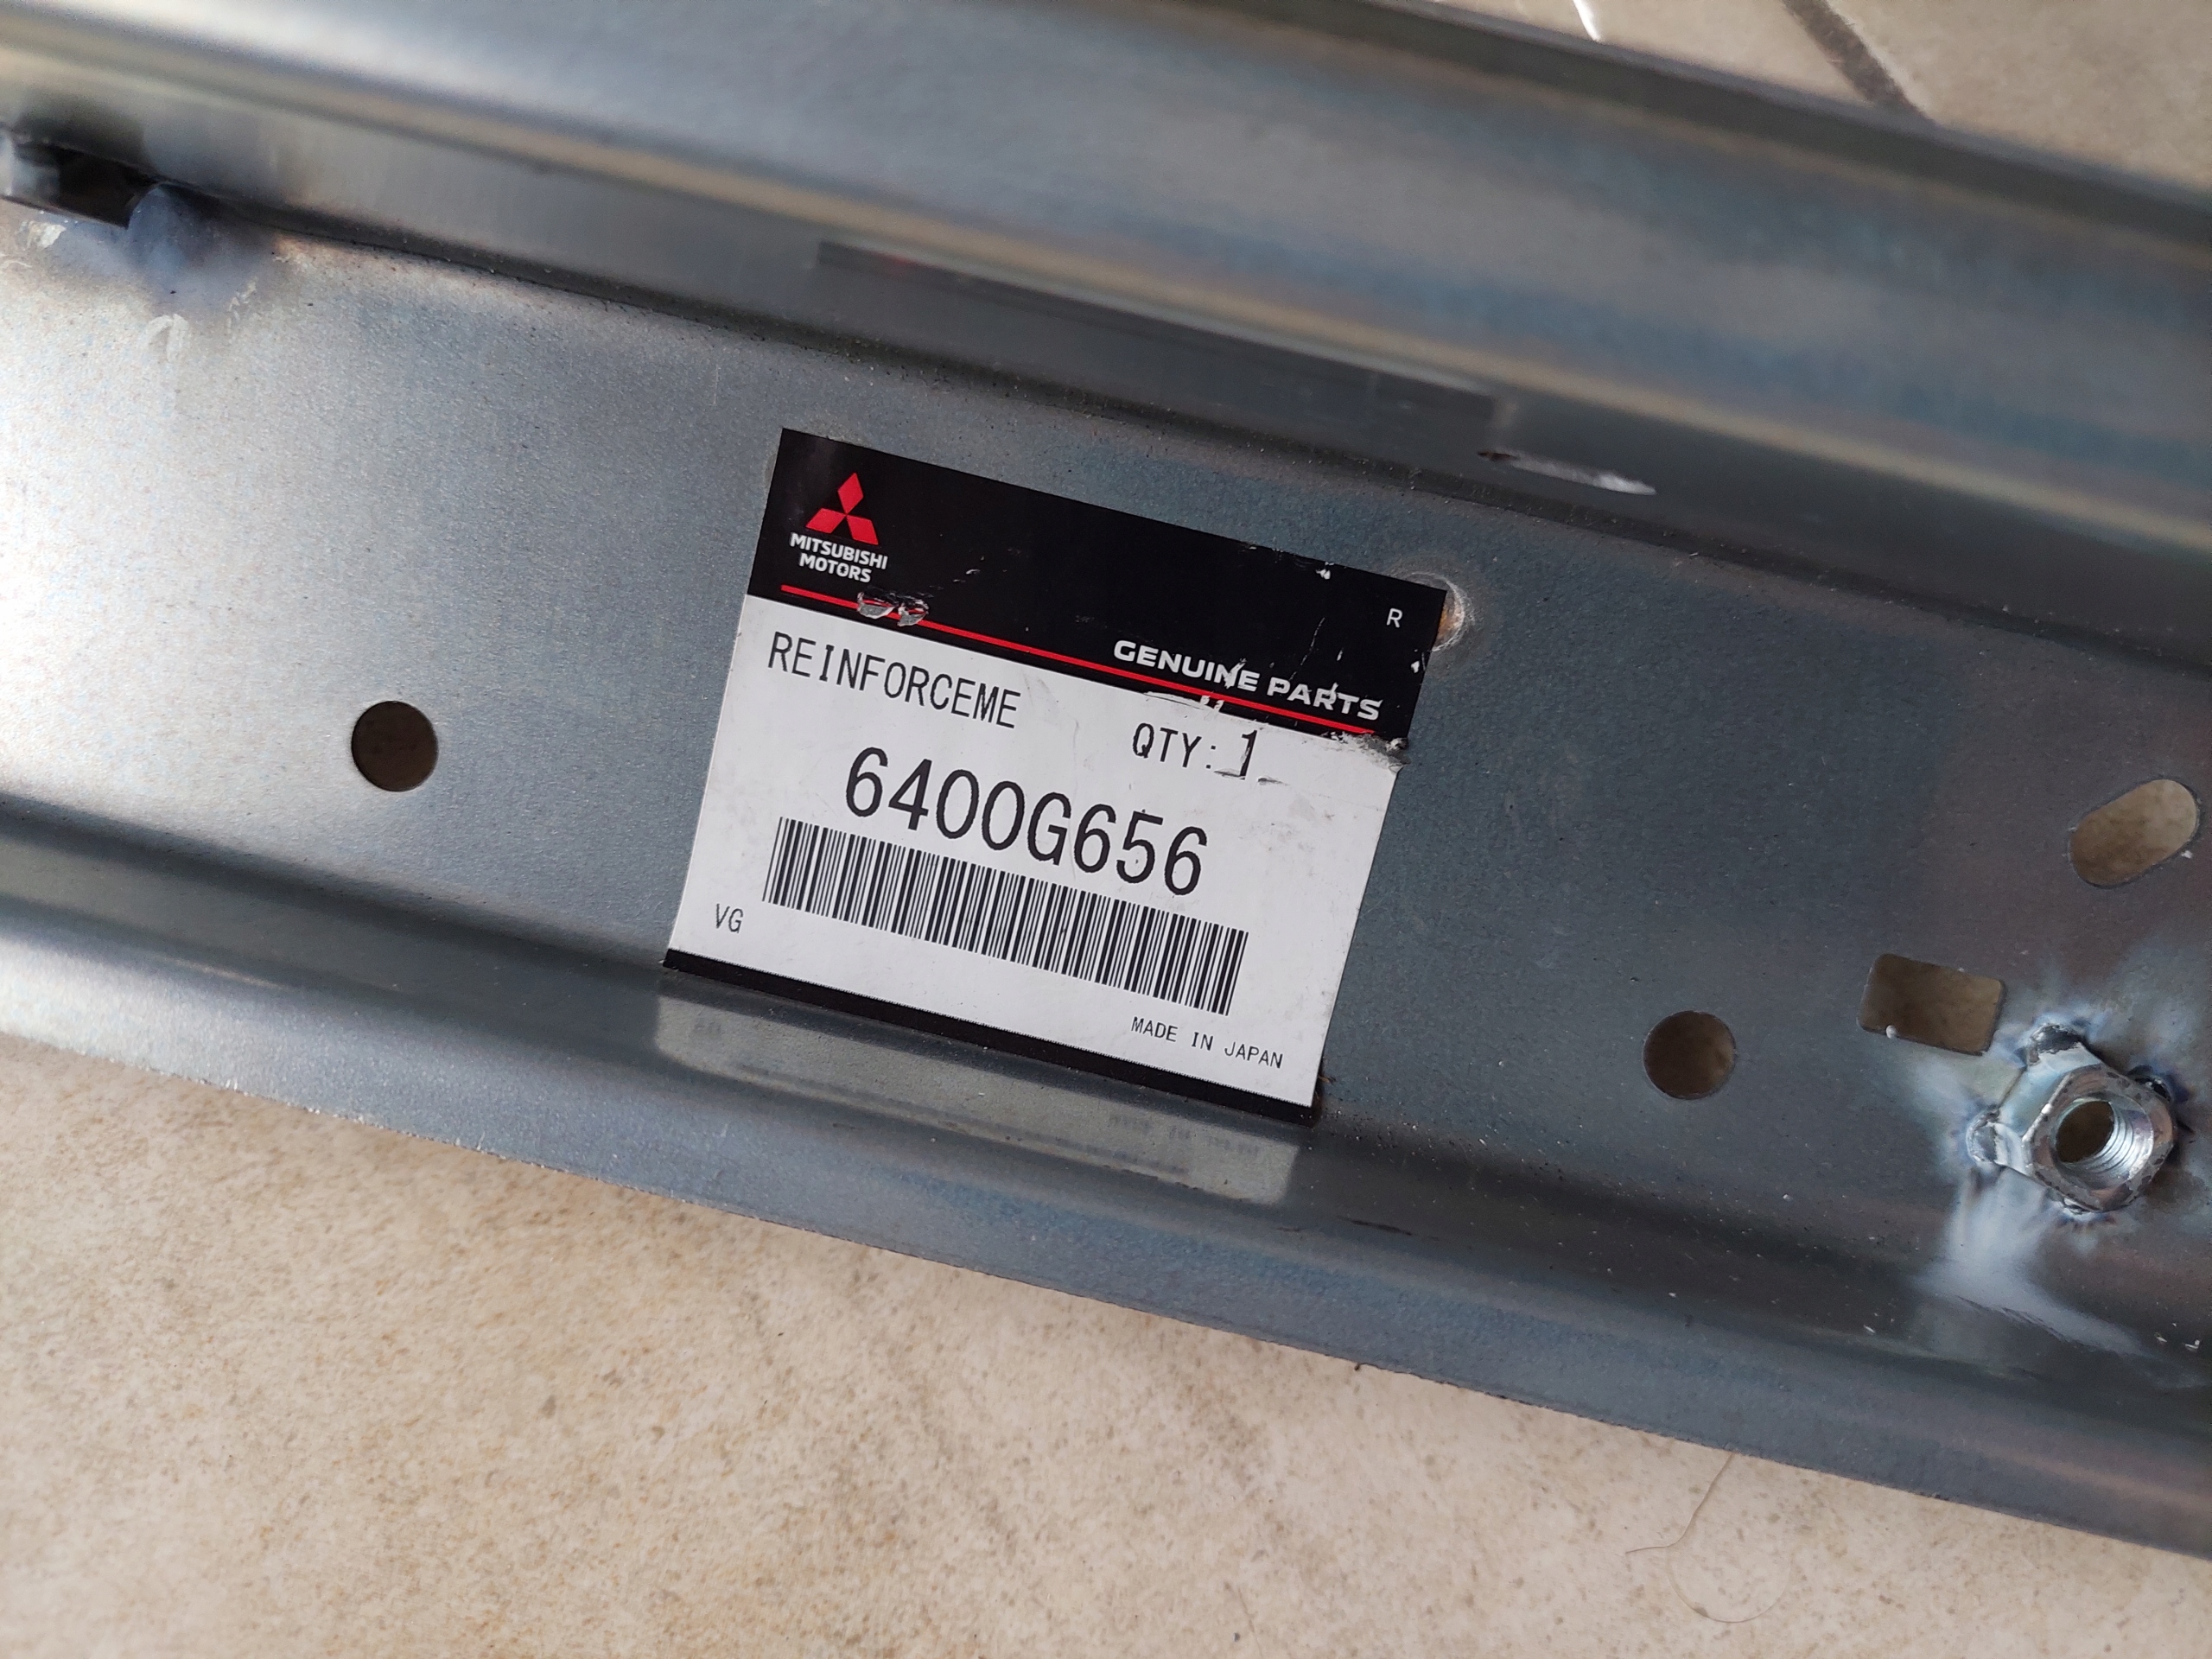 MITSUBISHI
MOTORS
R
GENUINE PARTS
REINFORCEME
QTY: 1
6400G656
VG
MADE IN JAPAN